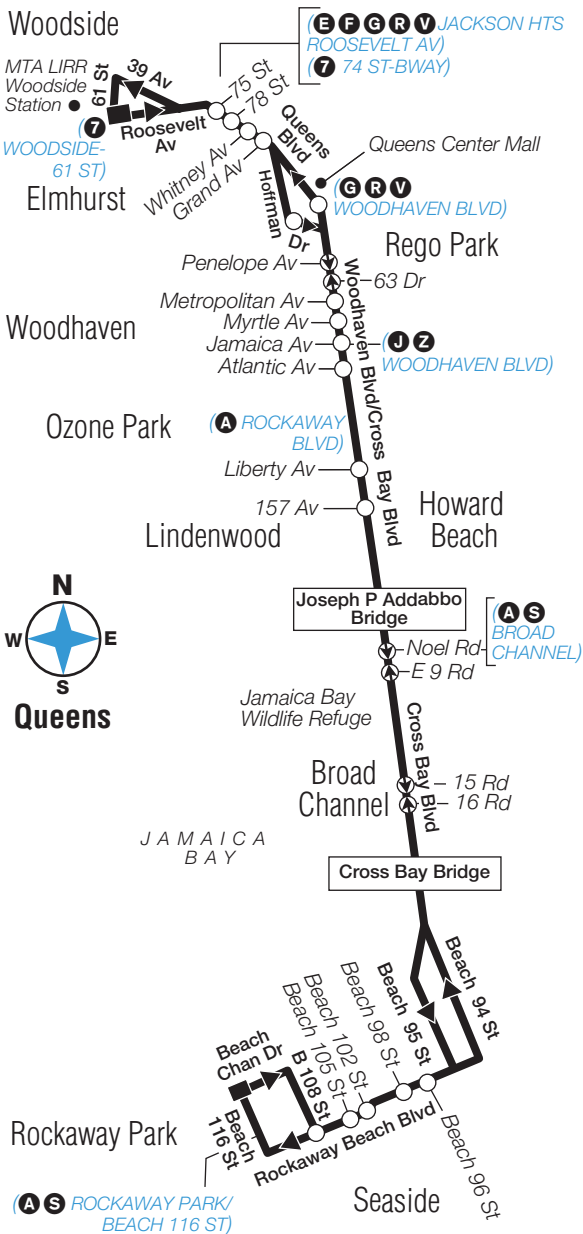 Woodside
MTA LIRR
Woodside
Station
61 St
39 Av
(7
WOODSIDE-
61 ST)
Roosevelt
Av
(E F G R V JACKSON HTS
ROOSEVELT AV)
(7 74 ST-BWAY)
75 St
78 St
Whitney Av
Grand Av
Elmhurst
Queens
Blvd
Hoffman
Dr
Queens Center Mall
(G R V
WOODHAVEN BLVD)
Rego Park
Penelope Av
63 Dr
Metropolitan Av
Myrtle Av
Jamaica Av
(J Z
WOODHAVEN BLVD)
Atlantic Av
Woodhaven
Woodhaven Blvd/Cross Bay Blvd
Ozone Park
(A ROCKAWAY
BLVD)
Liberty Av
157 Av
Lindenwood
Howard
Beach
Joseph P Addabbo
Bridge
N
W
E
S
Queens
Noel Rd
(A S
BROAD
CHANNEL)
E 9 Rd
Jamaica Bay
Wildlife Refuge
Cross Bay Blvd
Broad
Channel
15 Rd
16 Rd
JAMAICA
BAY
Cross Bay Bridge
Beach 94 St
Beach 95 St
Beach 96 St
Beach 98 St
Beach 102 St
Beach 105 St
B 108 St
Beach
Chan Dr
Beach
116 St
Rockaway Beach Blvd
Rockaway Park
(A S ROCKAWAY PARK/
BEACH 116 ST)
Seaside